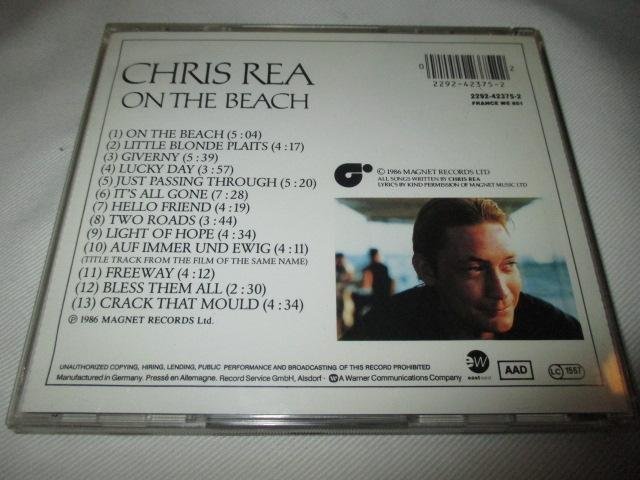 CHRIS REA
ON THE BEACH
0 2
2292-42375-2
2292-42375-2
FRANCE WE 851
(1) ON THE BEACH (5:04)
(2) LITTLE BLONDE PLAITS (4:17)
(3) GIVERNY (5:39)
(4) LUCKY DAY (3:57)
(5) JUST PASSING THROUGH (5:20)
(6) IT'S ALL GONE (7:28)
(7) HELLO FRIEND (4:19)
(8) TWO ROADS (3:44)
(9) LIGHT OF HOPE (4:34)
(10) AUF IMMER UND EWIG (4:11)
(TITLE TRACK FROM THE FILM OF THE SAME NAME)
(11) FREEWAY (4:12)
(12) BLESS THEM ALL (2:30)
(13) CRACK THAT MOULD (4:34)
℗ 1986 MAGNET RECORDS Ltd.
© 1986 MAGNET RECORDS LTD
ALL SONGS WRITTEN BY CHRIS REA
LYRICS BY KIND PERMISSION OF MAGNET MUSIC LTD
UNAUTHORIZED COPYING, HIRING, LENDING, PUBLIC PERFORMANCE AND BROADCASTING OF THIS RECORD PROHIBITED
Manufactured in Germany. Pressé en Allemagne. Record Service GmbH, Alsdorf · A Warner Communications Company
ew
eastwest
AAD
LC 1557